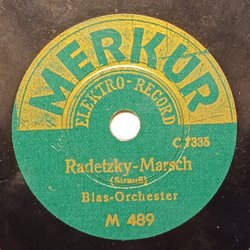 MERKUR
ELEKTRO-RECORD
C 7335
Radetzky-Marsch
(Strauß)
Blas-Orchester
M 489